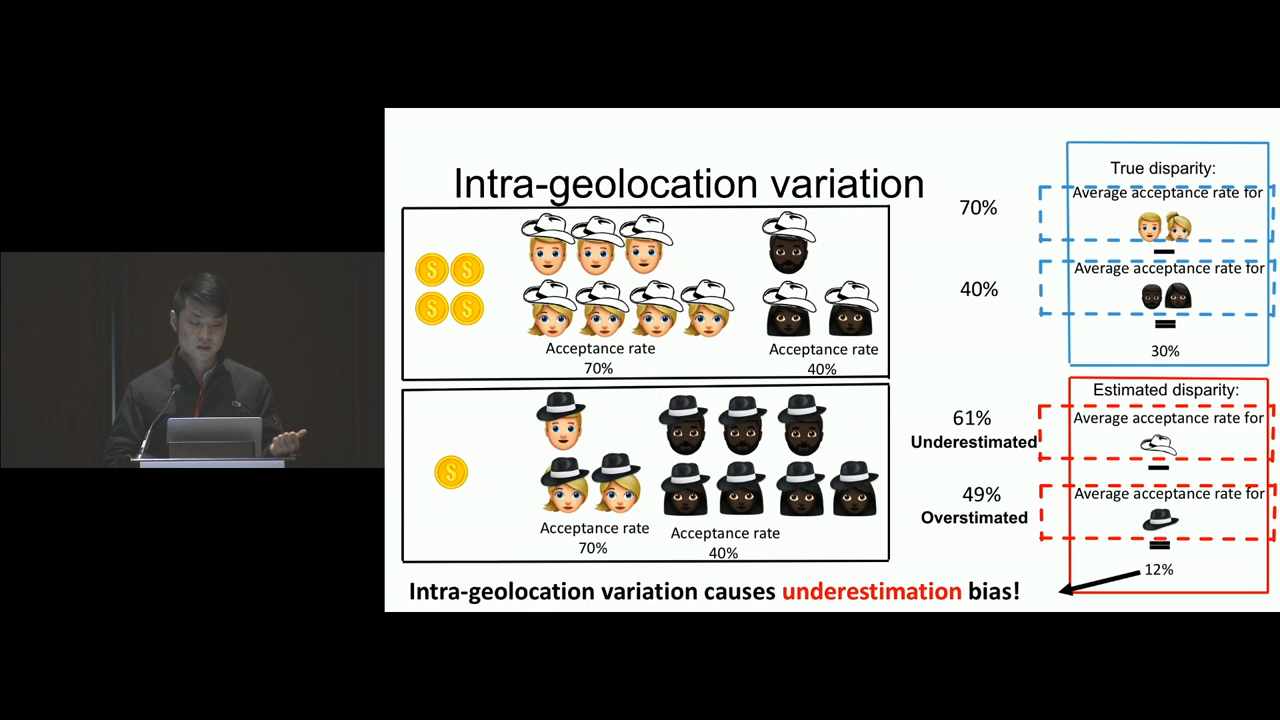 Intra-geolocation variation
Acceptance rate
70%
Acceptance rate
40%
Acceptance rate
70%
Acceptance rate
40%
70%
40%
61%
Underestimated
49%
Overstimated
True disparity:
Average acceptance rate for
Average acceptance rate for
30%
Estimated disparity:
Average acceptance rate for
Average acceptance rate for
12%
Intra-geolocation variation causes underestimation bias!